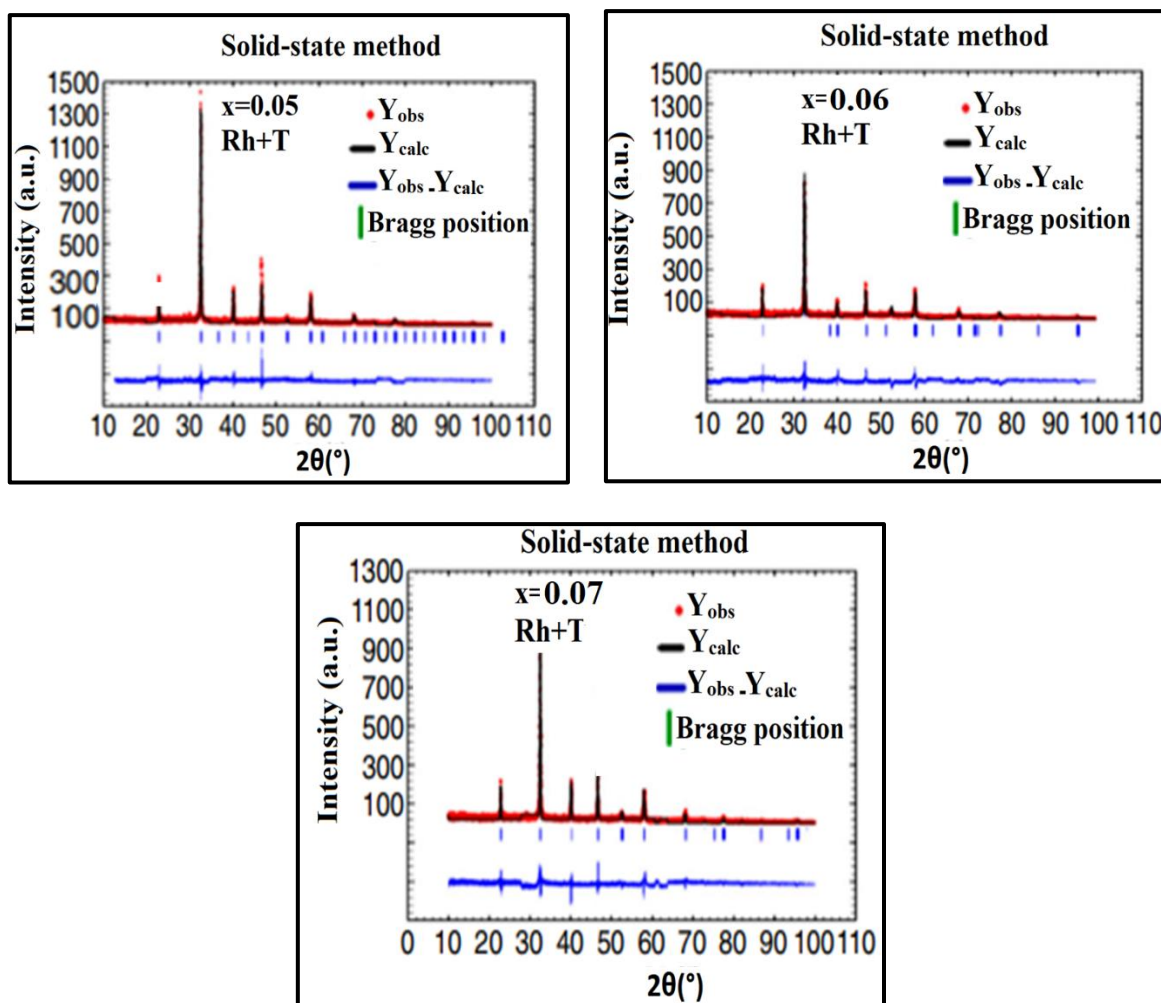 Solid-state method
1500
1300
1100
900
700
500
300
100
Intensity (a.u.)
x=0.05
Rh+T
Yobs
Ycalc
Yobs-Ycalc
Bragg position
10 20 30 40 50 60 70 80 90 100 110
2θ(°)
Solid-state method
1500
1300
1100
900
700
500
300
100
Intensity (a.u.)
x=0.06
Rh+T
Yobs
Ycalc
Yobs-Ycalc
Bragg position
10 20 30 40 50 60 70 80 90 100 110
2θ(°)
Solid-state method
1300
1100
900
700
500
300
100
Intensity (a.u.)
x=0.07
Rh+T
Yobs
Ycalc
Yobs-Ycalc
Bragg position
0 10 20 30 40 50 60 70 80 90 100 110
2θ(°)